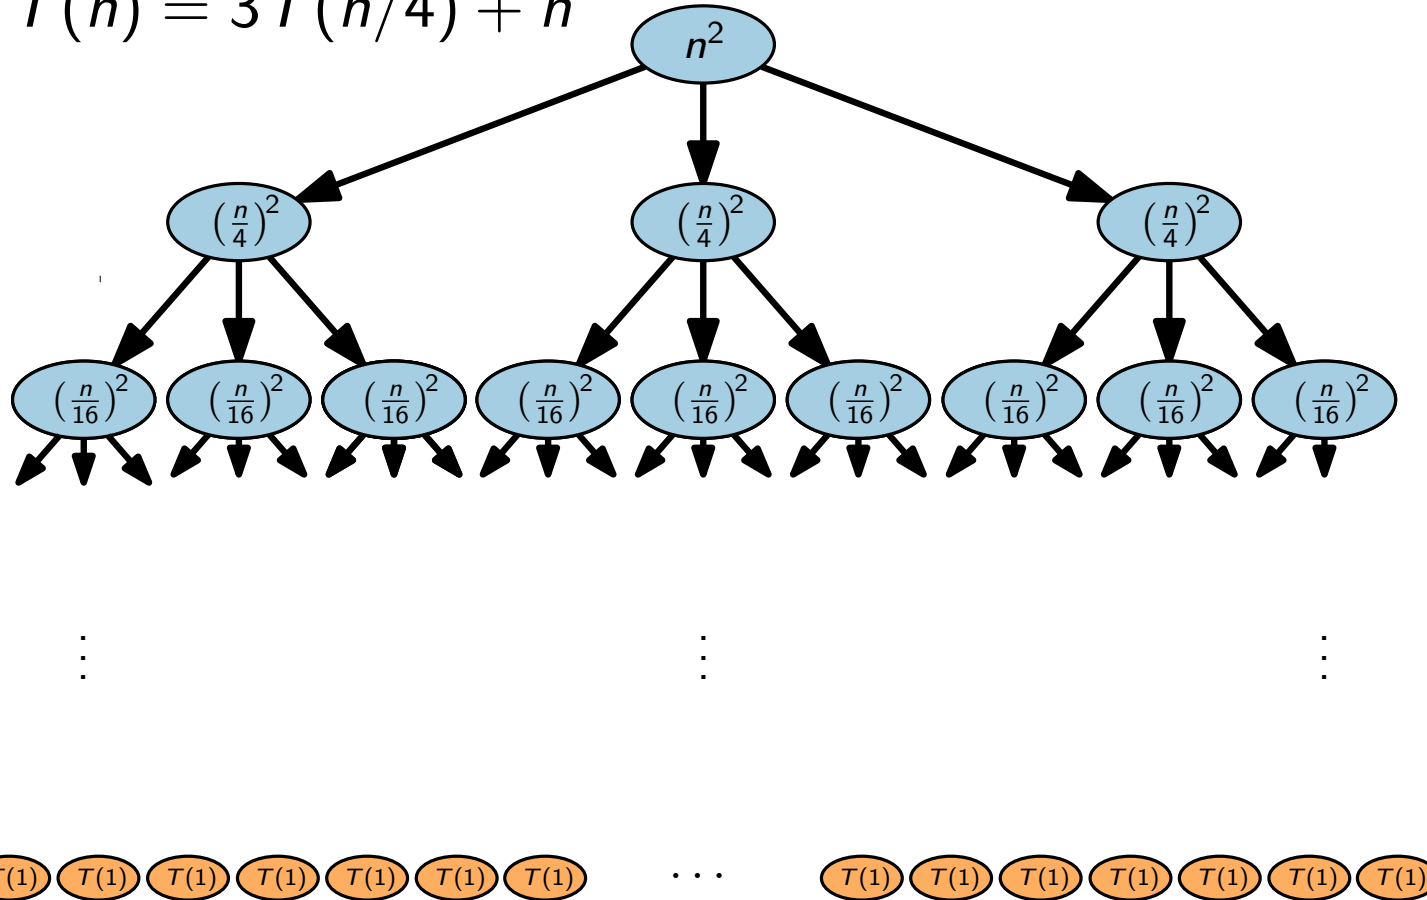 T(n) = 3T(n/4) + n
n²
(n/4)² (n/4)² (n/4)²
(n/16)² (n/16)² (n/16)² (n/16)² (n/16)² (n/16)² (n/16)² (n/16)² (n/16)²
⋮ ⋮ ⋮
T(1) T(1) T(1) T(1) T(1) T(1) T(1) ... T(1) T(1) T(1) T(1) T(1) T(1) T(1)